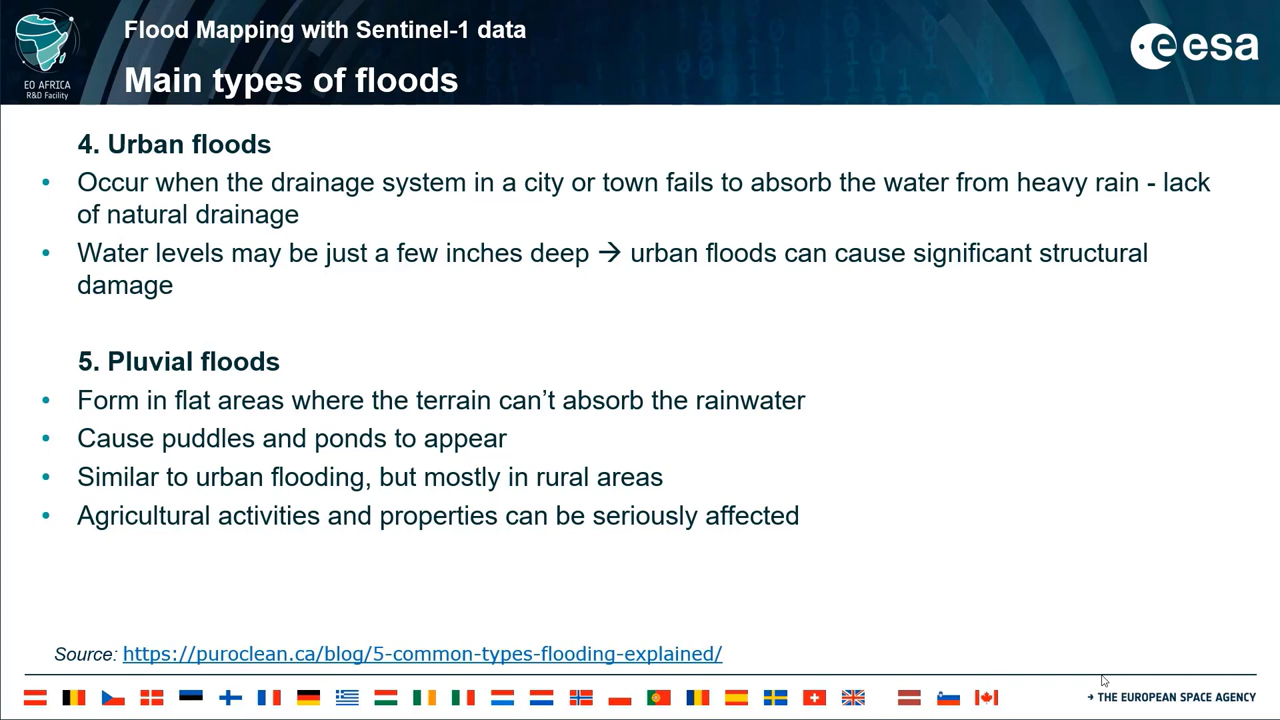 Flood Mapping with Sentinel-1 data
Main types of floods
EO AFRICA
R&D Facility
esa
4. Urban floods
• Occur when the drainage system in a city or town fails to absorb the water from heavy rain - lack
of natural drainage
• Water levels may be just a few inches deep → urban floods can cause significant structural
damage
5. Pluvial floods
• Form in flat areas where the terrain can’t absorb the rainwater
• Cause puddles and ponds to appear
• Similar to urban flooding, but mostly in rural areas
• Agricultural activities and properties can be seriously affected
Source: https://puroclean.ca/blog/5-common-types-flooding-explained/
→ THE EUROPEAN SPACE AGENCY